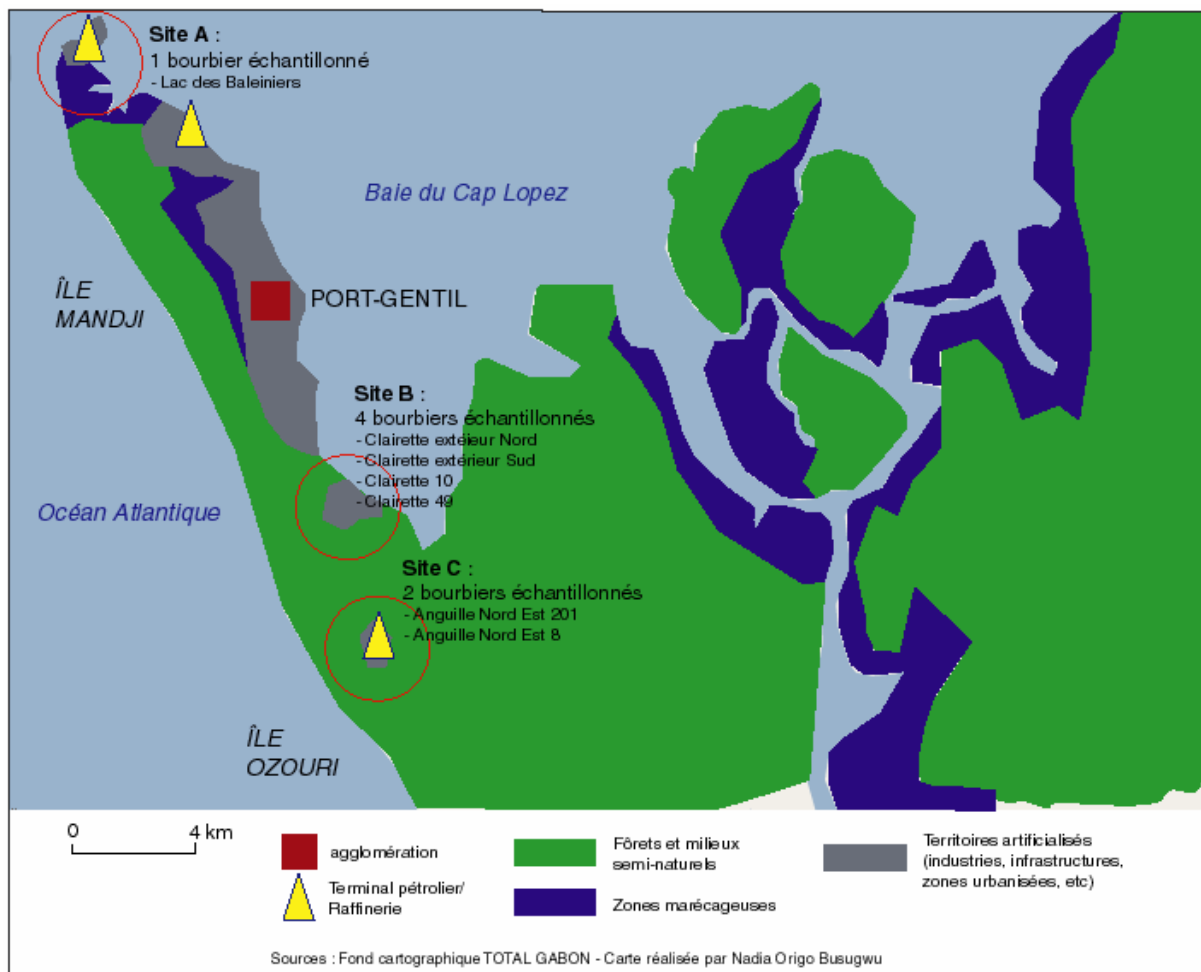 Site A :
1 bourbier échantillonné
- Lac des Baleiniers
Baie du Cap Lopez
ÎLE
MANDJI
PORT-GENTIL
Site B :
4 bourbiers échantillonnés
- Clairette extéieur Nord
- Clairette extérieur Sud
- Clairette 10
- Clairette 49
Océan Atlantique
Site C :
2 bourbiers échantillonnés
- Anguille Nord Est 201
- Anguille Nord Est 8
ÎLE
OZOURI
0 4 km
agglomération
Terminal pétrolier/
Raffinerie
Fôrets et milieux
semi-naturels
Zones marécageuses
Territoires artificialisés
(industries, infrastructures,
zones urbanisées, etc)
Sources : Fond cartographique TOTAL GABON - Carte réalisée par Nadia Origo Busugwu